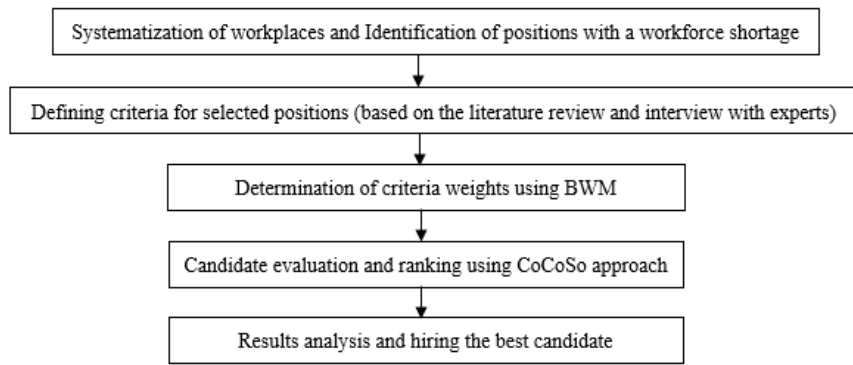 Systematization of workplaces and Identification of positions with a workforce shortage
Defining criteria for selected positions (based on the literature review and interview with experts)
Determination of criteria weights using BWM
Candidate evaluation and ranking using CoCoSo approach
Results analysis and hiring the best candidate